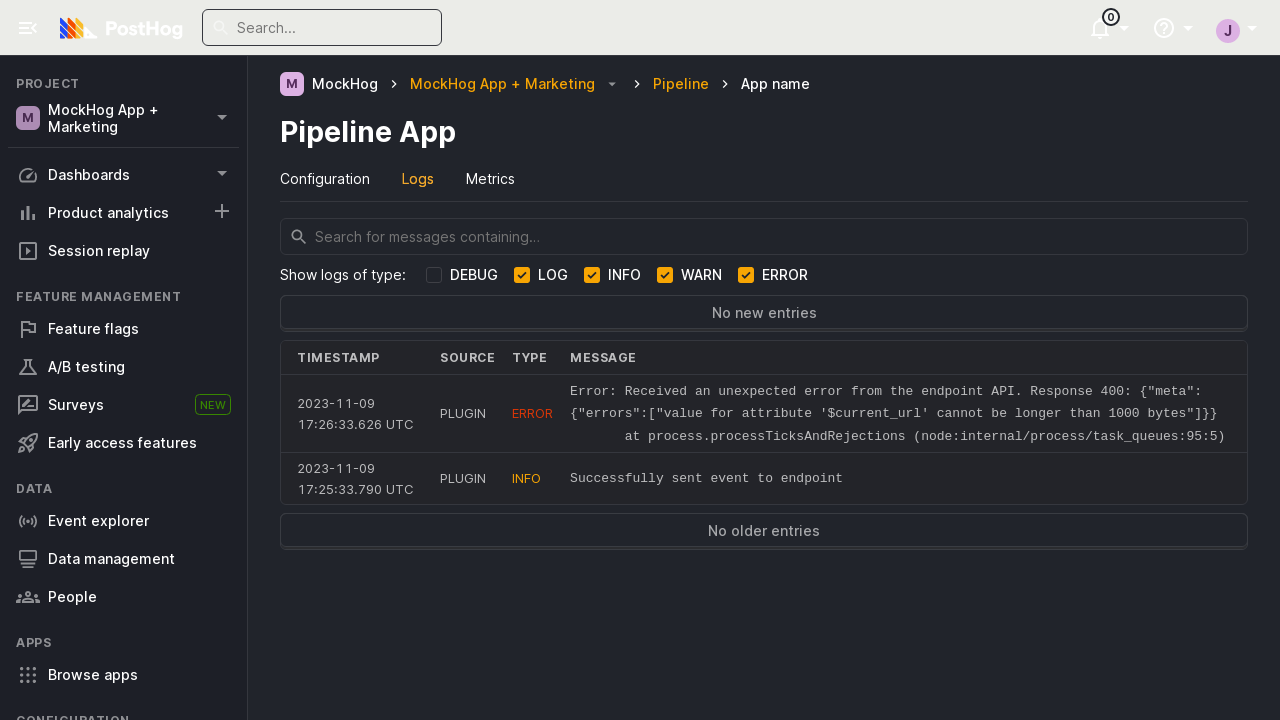 PostHog
Search...
0
J
PROJECT
M
MockHog App +
Marketing
Dashboards
Product analytics
Session replay
FEATURE MANAGEMENT
Feature flags
A/B testing
Surveys
NEW
Early access features
DATA
Event explorer
Data management
People
APPS
Browse apps
CONFIGURATION
M MockHog
MockHog App + Marketing
Pipeline
App name
Pipeline App
Configuration
Logs
Metrics
Search for messages containing…
Show logs of type:
DEBUG
LOG
INFO
WARN
ERROR
No new entries
TIMESTAMP SOURCE TYPE MESSAGE
2023-11-09
17:26:33.626 UTC
PLUGIN
ERROR
Error: Received an unexpected error from the endpoint API. Response 400: {"meta":
{"errors":["value for attribute '$current_url' cannot be longer than 1000 bytes"]}}
at process.processTicksAndRejections (node:internal/process/task_queues:95:5)
2023-11-09
17:25:33.790 UTC
PLUGIN
INFO
Successfully sent event to endpoint
No older entries